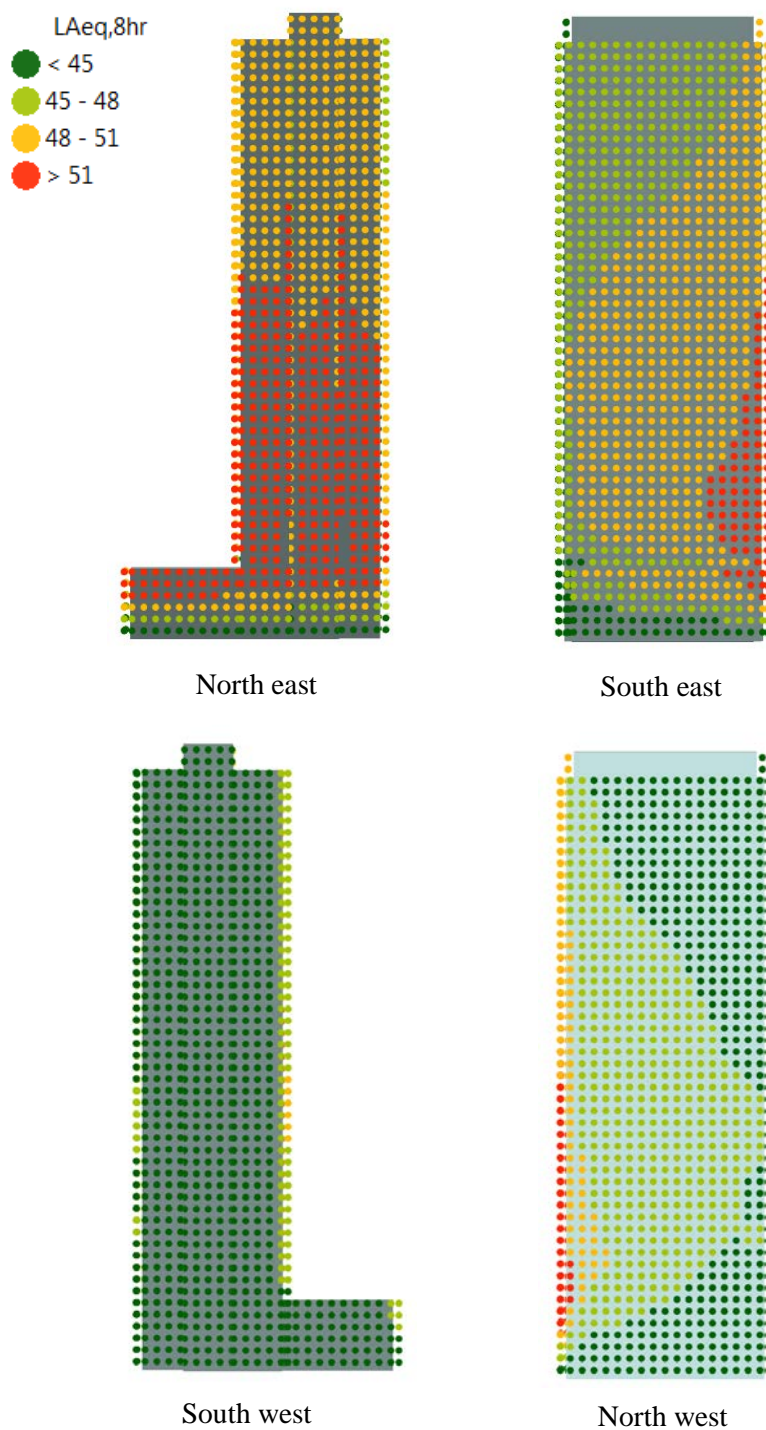 LAeq,8hr
< 45
45 - 48
48 - 51
> 51
North east
South east
South west
North west